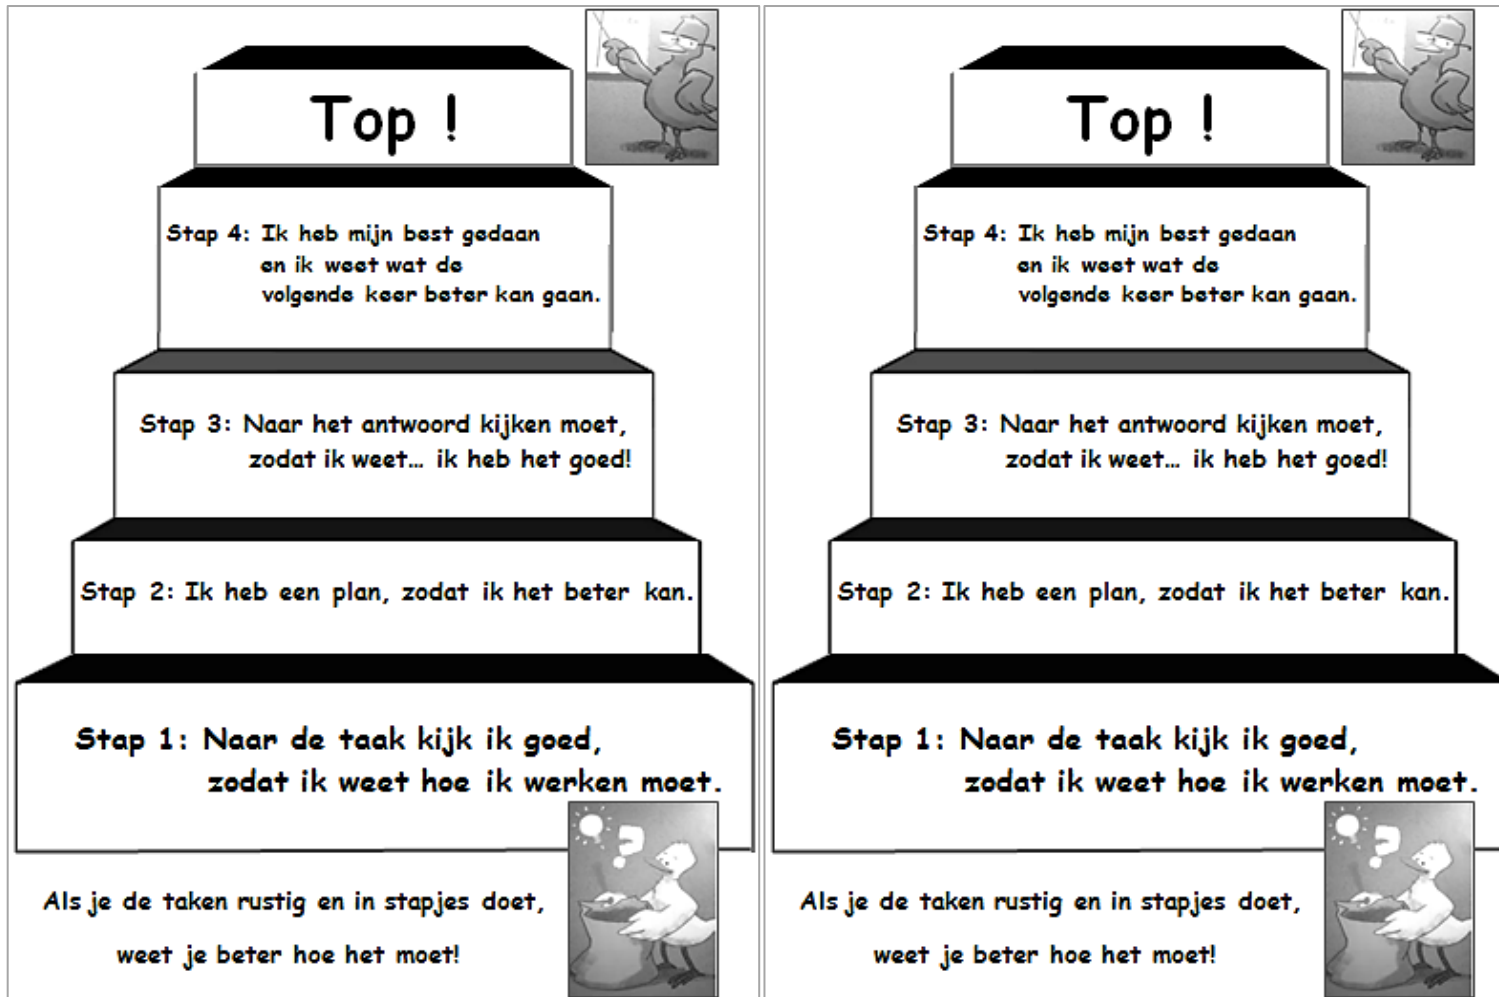 Top !
Stap 4: Ik heb mijn best gedaan
en ik weet wat de
volgende keer beter kan gaan.
Stap 3: Naar het antwoord kijken moet,
zodat ik weet... ik heb het goed!
Stap 2: Ik heb een plan, zodat ik het beter kan.
Stap 1: Naar de taak kijk ik goed,
zodat ik weet hoe ik werken moet.
?
Als je de taken rustig en in stapjes doet,
weet je beter hoe het moet!
Top !
Stap 4: Ik heb mijn best gedaan
en ik weet wat de
volgende keer beter kan gaan.
Stap 3: Naar het antwoord kijken moet,
zodat ik weet... ik heb het goed!
Stap 2: Ik heb een plan, zodat ik het beter kan.
Stap 1: Naar de taak kijk ik goed,
zodat ik weet hoe ik werken moet.
?
Als je de taken rustig en in stapjes doet,
weet je beter hoe het moet!